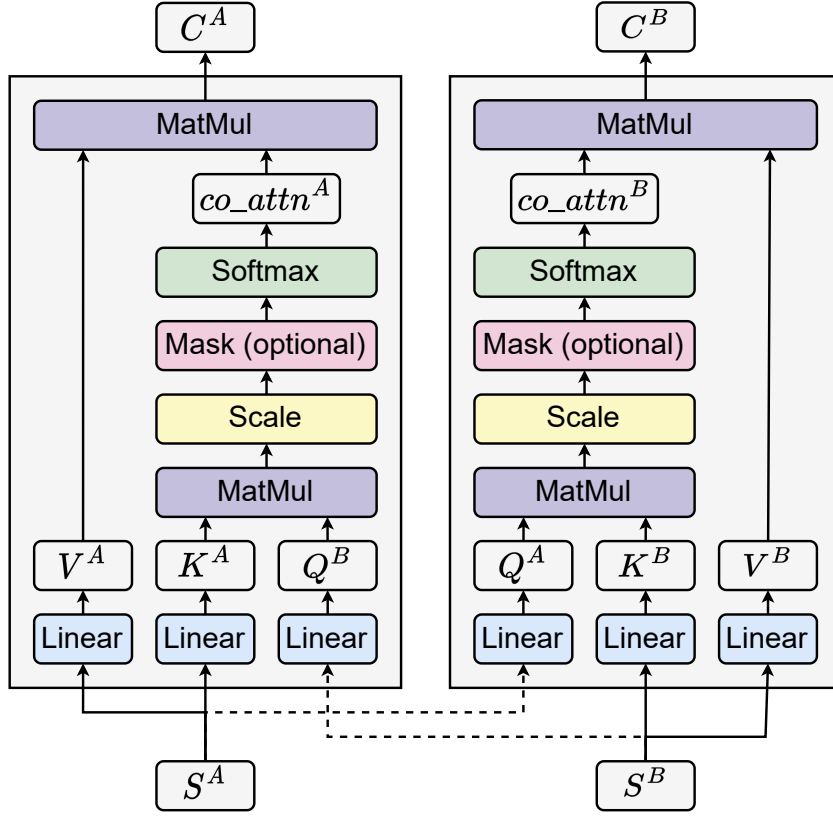 C^A C^B
MatMul MatMul
co_attn^A co_attn^B
Softmax Softmax
Mask (optional) Mask (optional)
Scale Scale
MatMul MatMul
V^A K^A Q^B Q^A K^B V^B
Linear Linear Linear Linear Linear Linear
S^A S^B